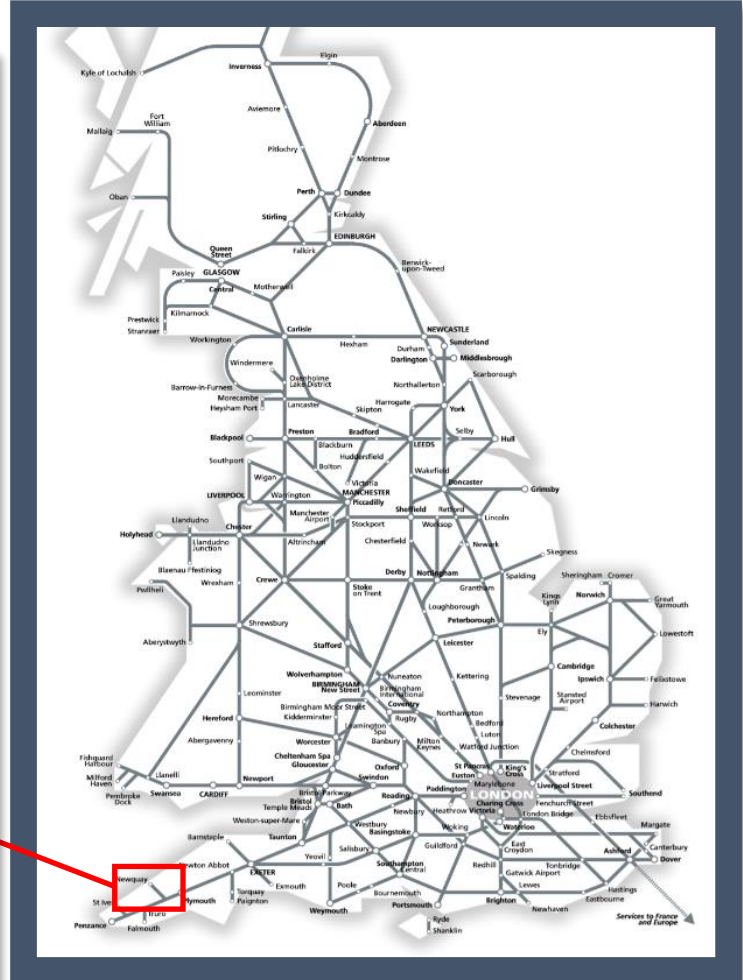 Kyle of Lochalsh
Inverness
Elgin
Aviemore
Fort
William
Mallaig
Aberdeen
Pitlochry
Montrose
Oban
Perth
Dundee
Stirling
Kirkcaldy
EDINBURGH
Falkirk
Queen
Street
GLASGOW
Central
Paisley
Motherwell
Berwick-
upon-Tweed
Prestwick
Stranraer
Kilmarnock
Carlisle
Hexham
NEWCASTLE
Sunderland
Workington
Durham
Darlington
Middlesbrough
Windermere
Oxenholme
Lake District
Northallerton
Scarborough
Barrow-in-Furness
Morecambe
Heysham Port
Lancaster
Skipton
Harrogate
York
Blackpool
Preston
Blackburn
Bradford
LEEDS
Selby
Hull
Southport
Bolton
Huddersfield
Wakefield
Wigan
Victoria
MANCHESTER
Piccadilly
Doncaster
Grimsby
LIVERPOOL
Warrington
Manchester
Airport
Stockport
Sheffield
Retford
Worksop
Lincoln
Holyhead
Llandudno
Llandudno
Junction
Chester
Altrincham
Chesterfield
Newark
Skegness
Blaenau Ffestiniog
Wrexham
Crewe
Stoke
on Trent
Derby
Nottingham
Grantham
Spalding
Sheringham
Cromer
Pwllheli
Loughborough
Kings
Lynn
Norwich
Great
Yarmouth
Aberystwyth
Shrewsbury
Stafford
Leicester
Peterborough
Ely
Lowestoft
Wolverhampton
BIRMINGHAM
New Street
Nuneaton
Birmingham
International
Kettering
Cambridge
Ipswich
Felixstowe
Leominster
Birmingham Moor Street
Kidderminster
Coventry
Rugby
Northampton
Stevenage
Stansted
Airport
Harwich
Hereford
Leamington
Spa
Bedford
Colchester
Abergavenny
Worcester
Banbury
Milton
Keynes
Luton
Watford Junction
Chelmsford
Fishguard
Harbour
Cheltenham Spa
Gloucester
Oxford
St Pancras
Euston
King's
Cross
Stratford
Milford
Haven
Llanelli
Newport
Swindon
Marylebone
Liverpool Street
Pembroke
Dock
Swansea
CARDIFF
Bristol Parkway
Reading
Paddington
LONDON
Southend
Bristol
Temple Meads
Bath
Newbury
Heathrow
Charing Cross
Victoria
Fenchurch Street
London Bridge
Ebbsfleet
Weston-super-Mare
Westbury
Basingstoke
Woking
Waterloo
Margate
Barnstaple
Taunton
Salisbury
Guildford
East
Croydon
Canterbury
Newton Abbot
EXETER
Yeovil
Southampton
Central
Redhill
Gatwick Airport
Tonbridge
Ashford
Dover
Newquay
Exmouth
Poole
Bournemouth
Lewes
Hastings
St Ives
Plymouth
Torquay
Paignton
Weymouth
Portsmouth
Brighton
Newhaven
Eastbourne
Truro
Penzance
Falmouth
Ryde
Shanklin
Services to France
and Europe